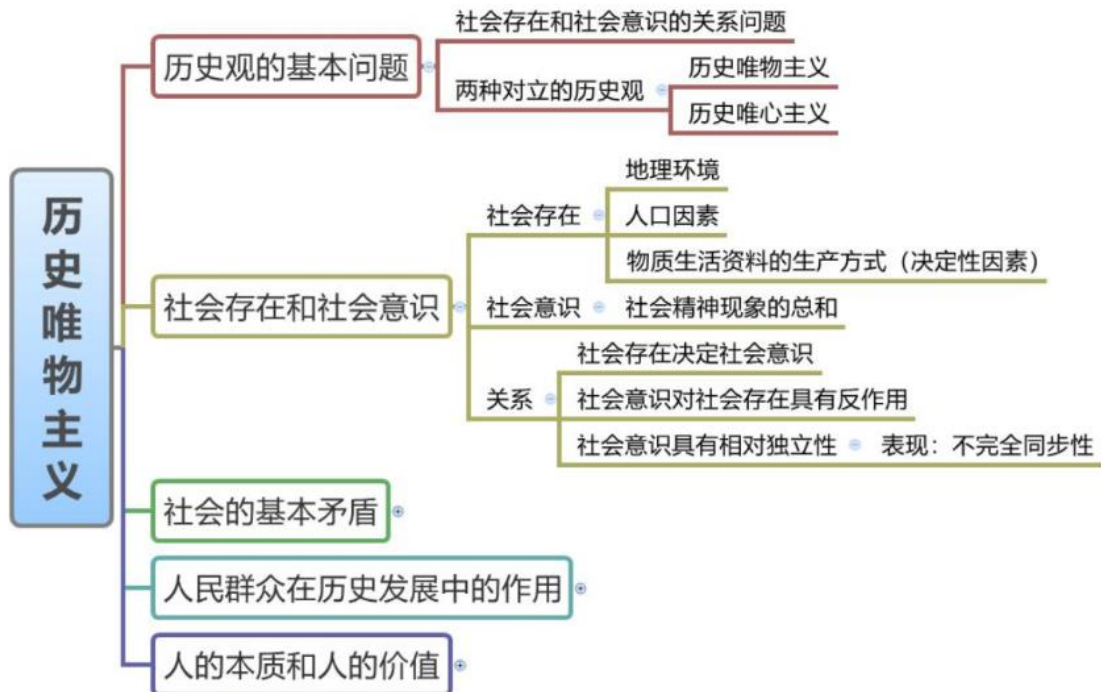 历史唯物主义
历史观的基本问题
社会存在和社会意识的关系问题
两种对立的历史观
历史唯物主义
历史唯心主义
社会存在和社会意识
社会存在
地理环境
人口因素
物质生活资料的生产方式（决定性因素）
社会意识
社会精神现象的总和
关系
社会存在决定社会意识
社会意识对社会存在具有反作用
社会意识具有相对独立性
表现：不完全同步性
社会的基本矛盾
人民群众在历史发展中的作用
人的本质和人的价值